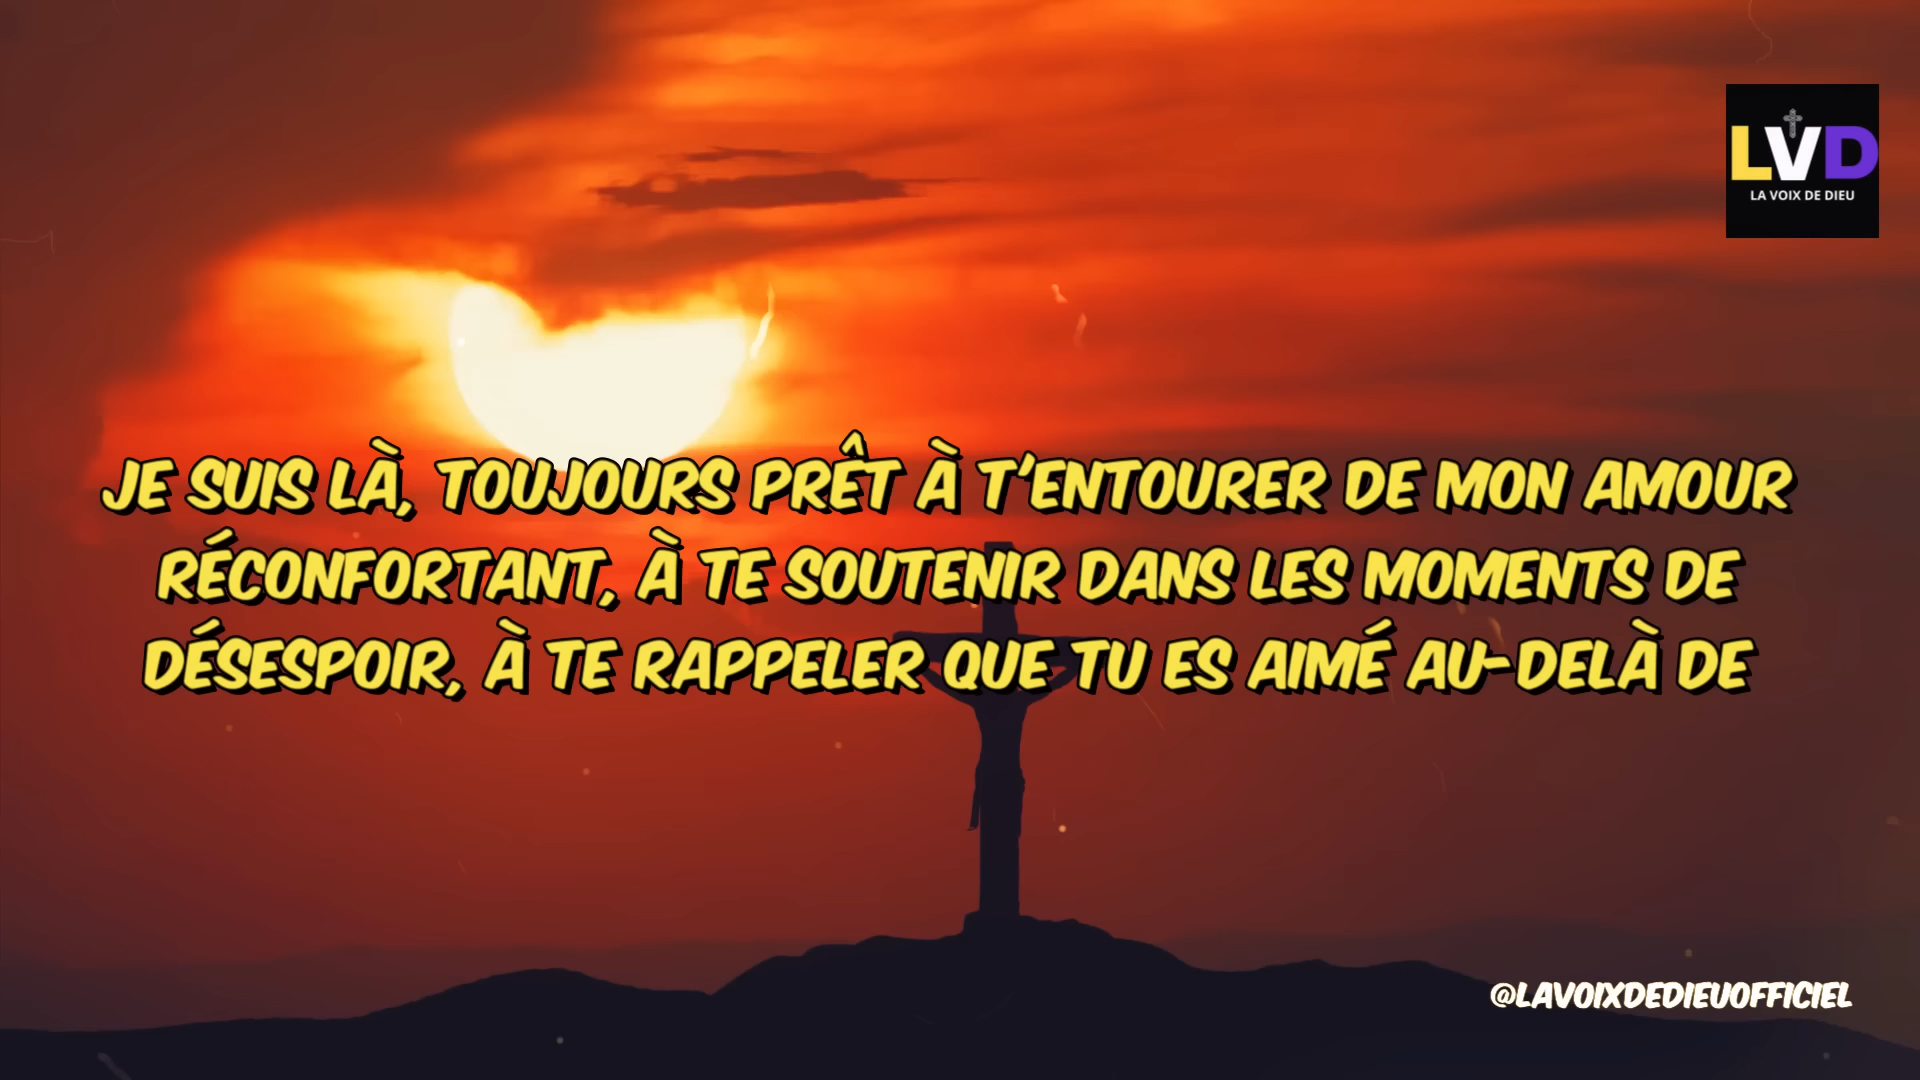 LVD
LA VOIX DE DIEU
JE SUIS LÀ, TOUJOURS PRÊT À T'ENTOURER DE MON AMOUR
RÉCONFORTANT, À TE SOUTENIR DANS LES MOMENTS DE
DÉSESPOIR, À TE RAPPELER QUE TU ES AIMÉ AU-DELÀ DE
@LAVOIXDEDIEUOFFICIEL